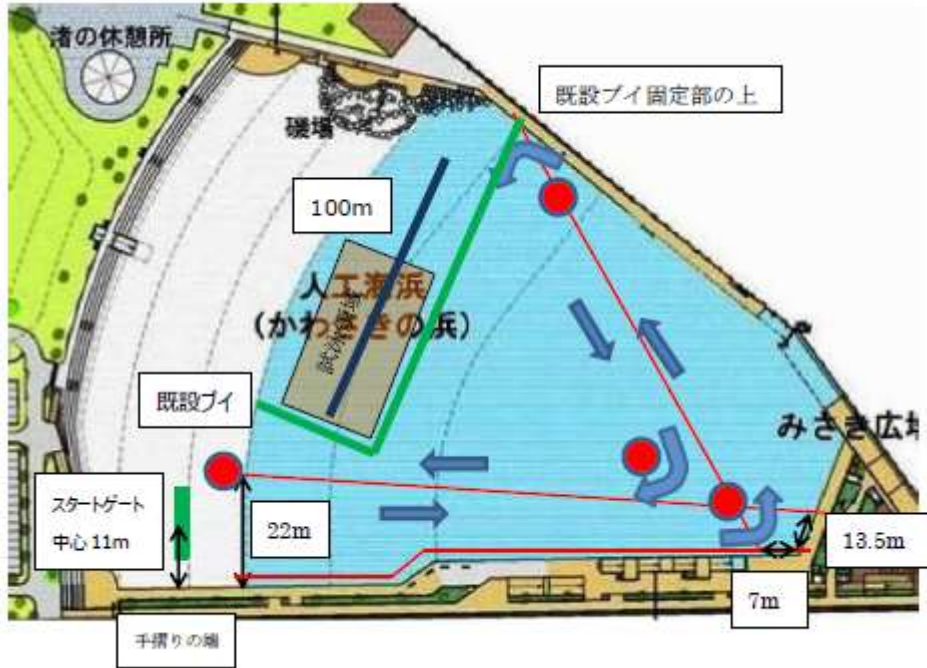 渚の休憩所
既設ブイ固定部の上
磯場
100m
人工海浜
(かわさきの浜)
既設ブイ
みさき広場
スタートゲート
中心 11m
22m
13.5m
7m
手摺りの端